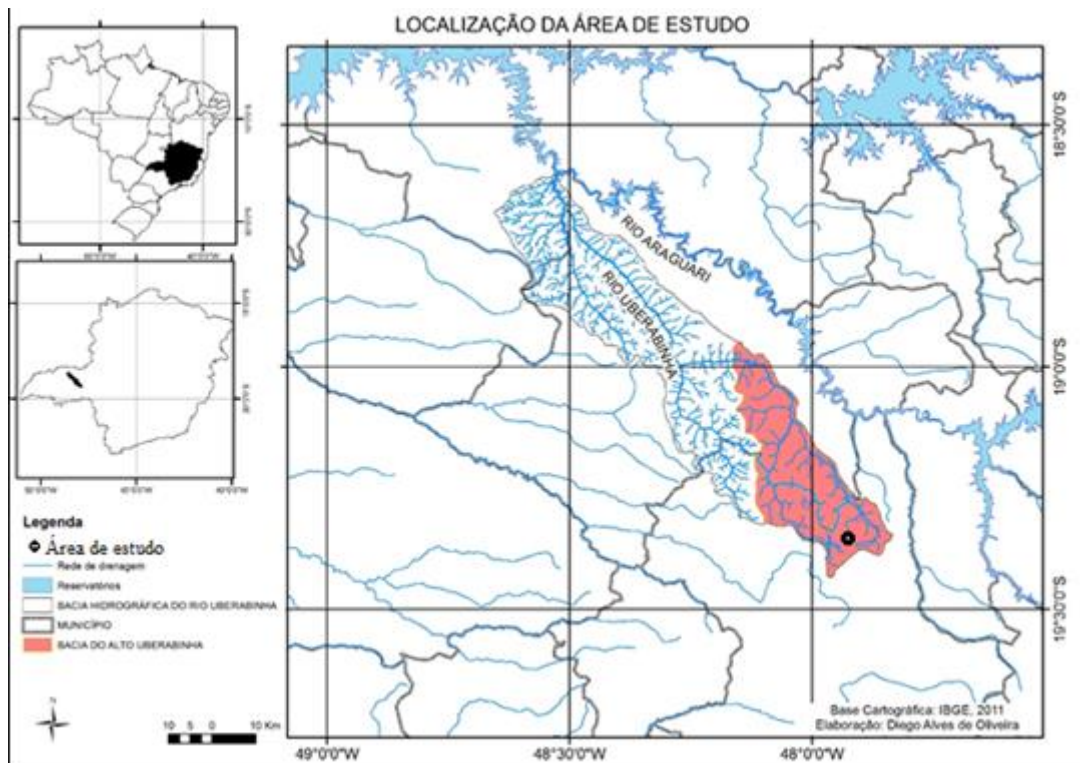 LOCALIZAÇÃO DA ÁREA DE ESTUDO
RIO ARAGUARI
RIO UBERABINHA
18°30'0"S
19°0'0"S
19°30'0"S
49°0'0"W
48°30'0"W
48°0'0"W
Legenda
Área de estudo
Rede de drenagem
Reservatórios
BACIA HIDROGRÁFICA DO RIO UBERABINHA
MUNICÍPIO
BACIA DO ALTO UBERABINHA
10 5 0 10 Km
Base Cartográfica: IBGE, 2011
Elaboração: Diego Alves de Oliveira